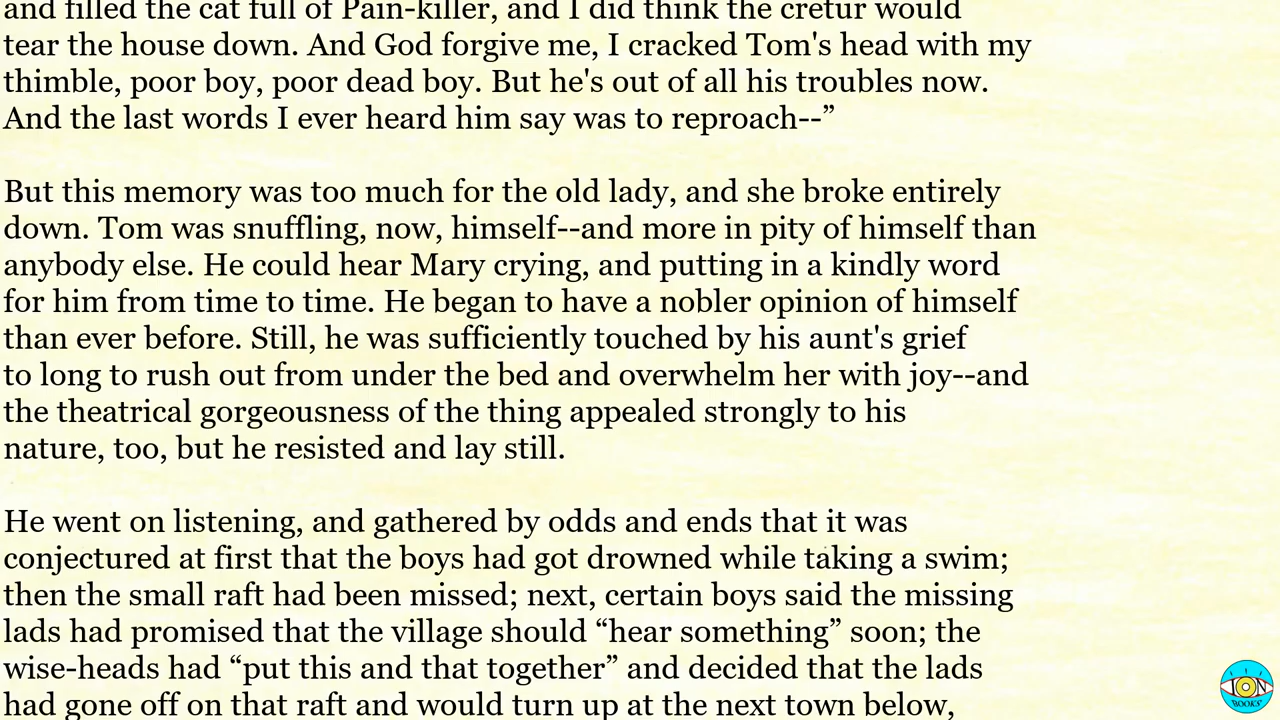 and filled the cat full of Pain-killer, and I did think the cretur would
tear the house down. And God forgive me, I cracked Tom's head with my
thimble, poor boy, poor dead boy. But he's out of all his troubles now.
And the last words I ever heard him say was to reproach--”
But this memory was too much for the old lady, and she broke entirely
down. Tom was snuffling, now, himself--and more in pity of himself than
anybody else. He could hear Mary crying, and putting in a kindly word
for him from time to time. He began to have a nobler opinion of himself
than ever before. Still, he was sufficiently touched by his aunt's grief
to long to rush out from under the bed and overwhelm her with joy--and
the theatrical gorgeousness of the thing appealed strongly to his
nature, too, but he resisted and lay still.
He went on listening, and gathered by odds and ends that it was
conjectured at first that the boys had got drowned while taking a swim;
then the small raft had been missed; next, certain boys said the missing
lads had promised that the village should “hear something” soon; the
wise-heads had “put this and that together” and decided that the lads
had gone off on that raft and would turn up at the next town below,
ION
BOOKS